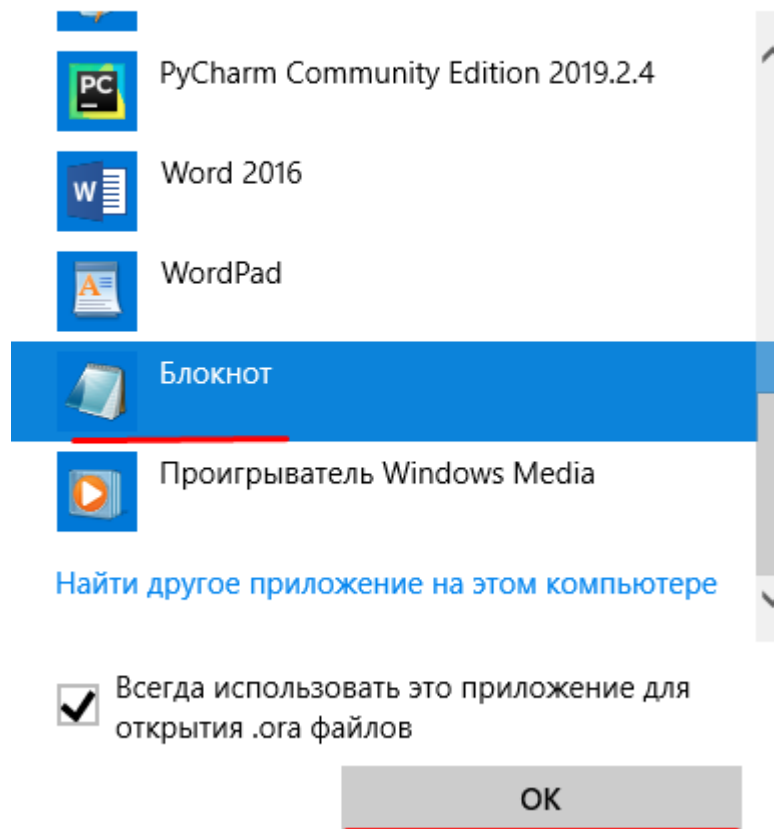 PyCharm Community Edition 2019.2.4
Word 2016
WordPad
Блокнот
Проигрыватель Windows Media
Найти другое приложение на этом компьютере
Всегда использовать это приложение для
открытия .ora файлов
ОК